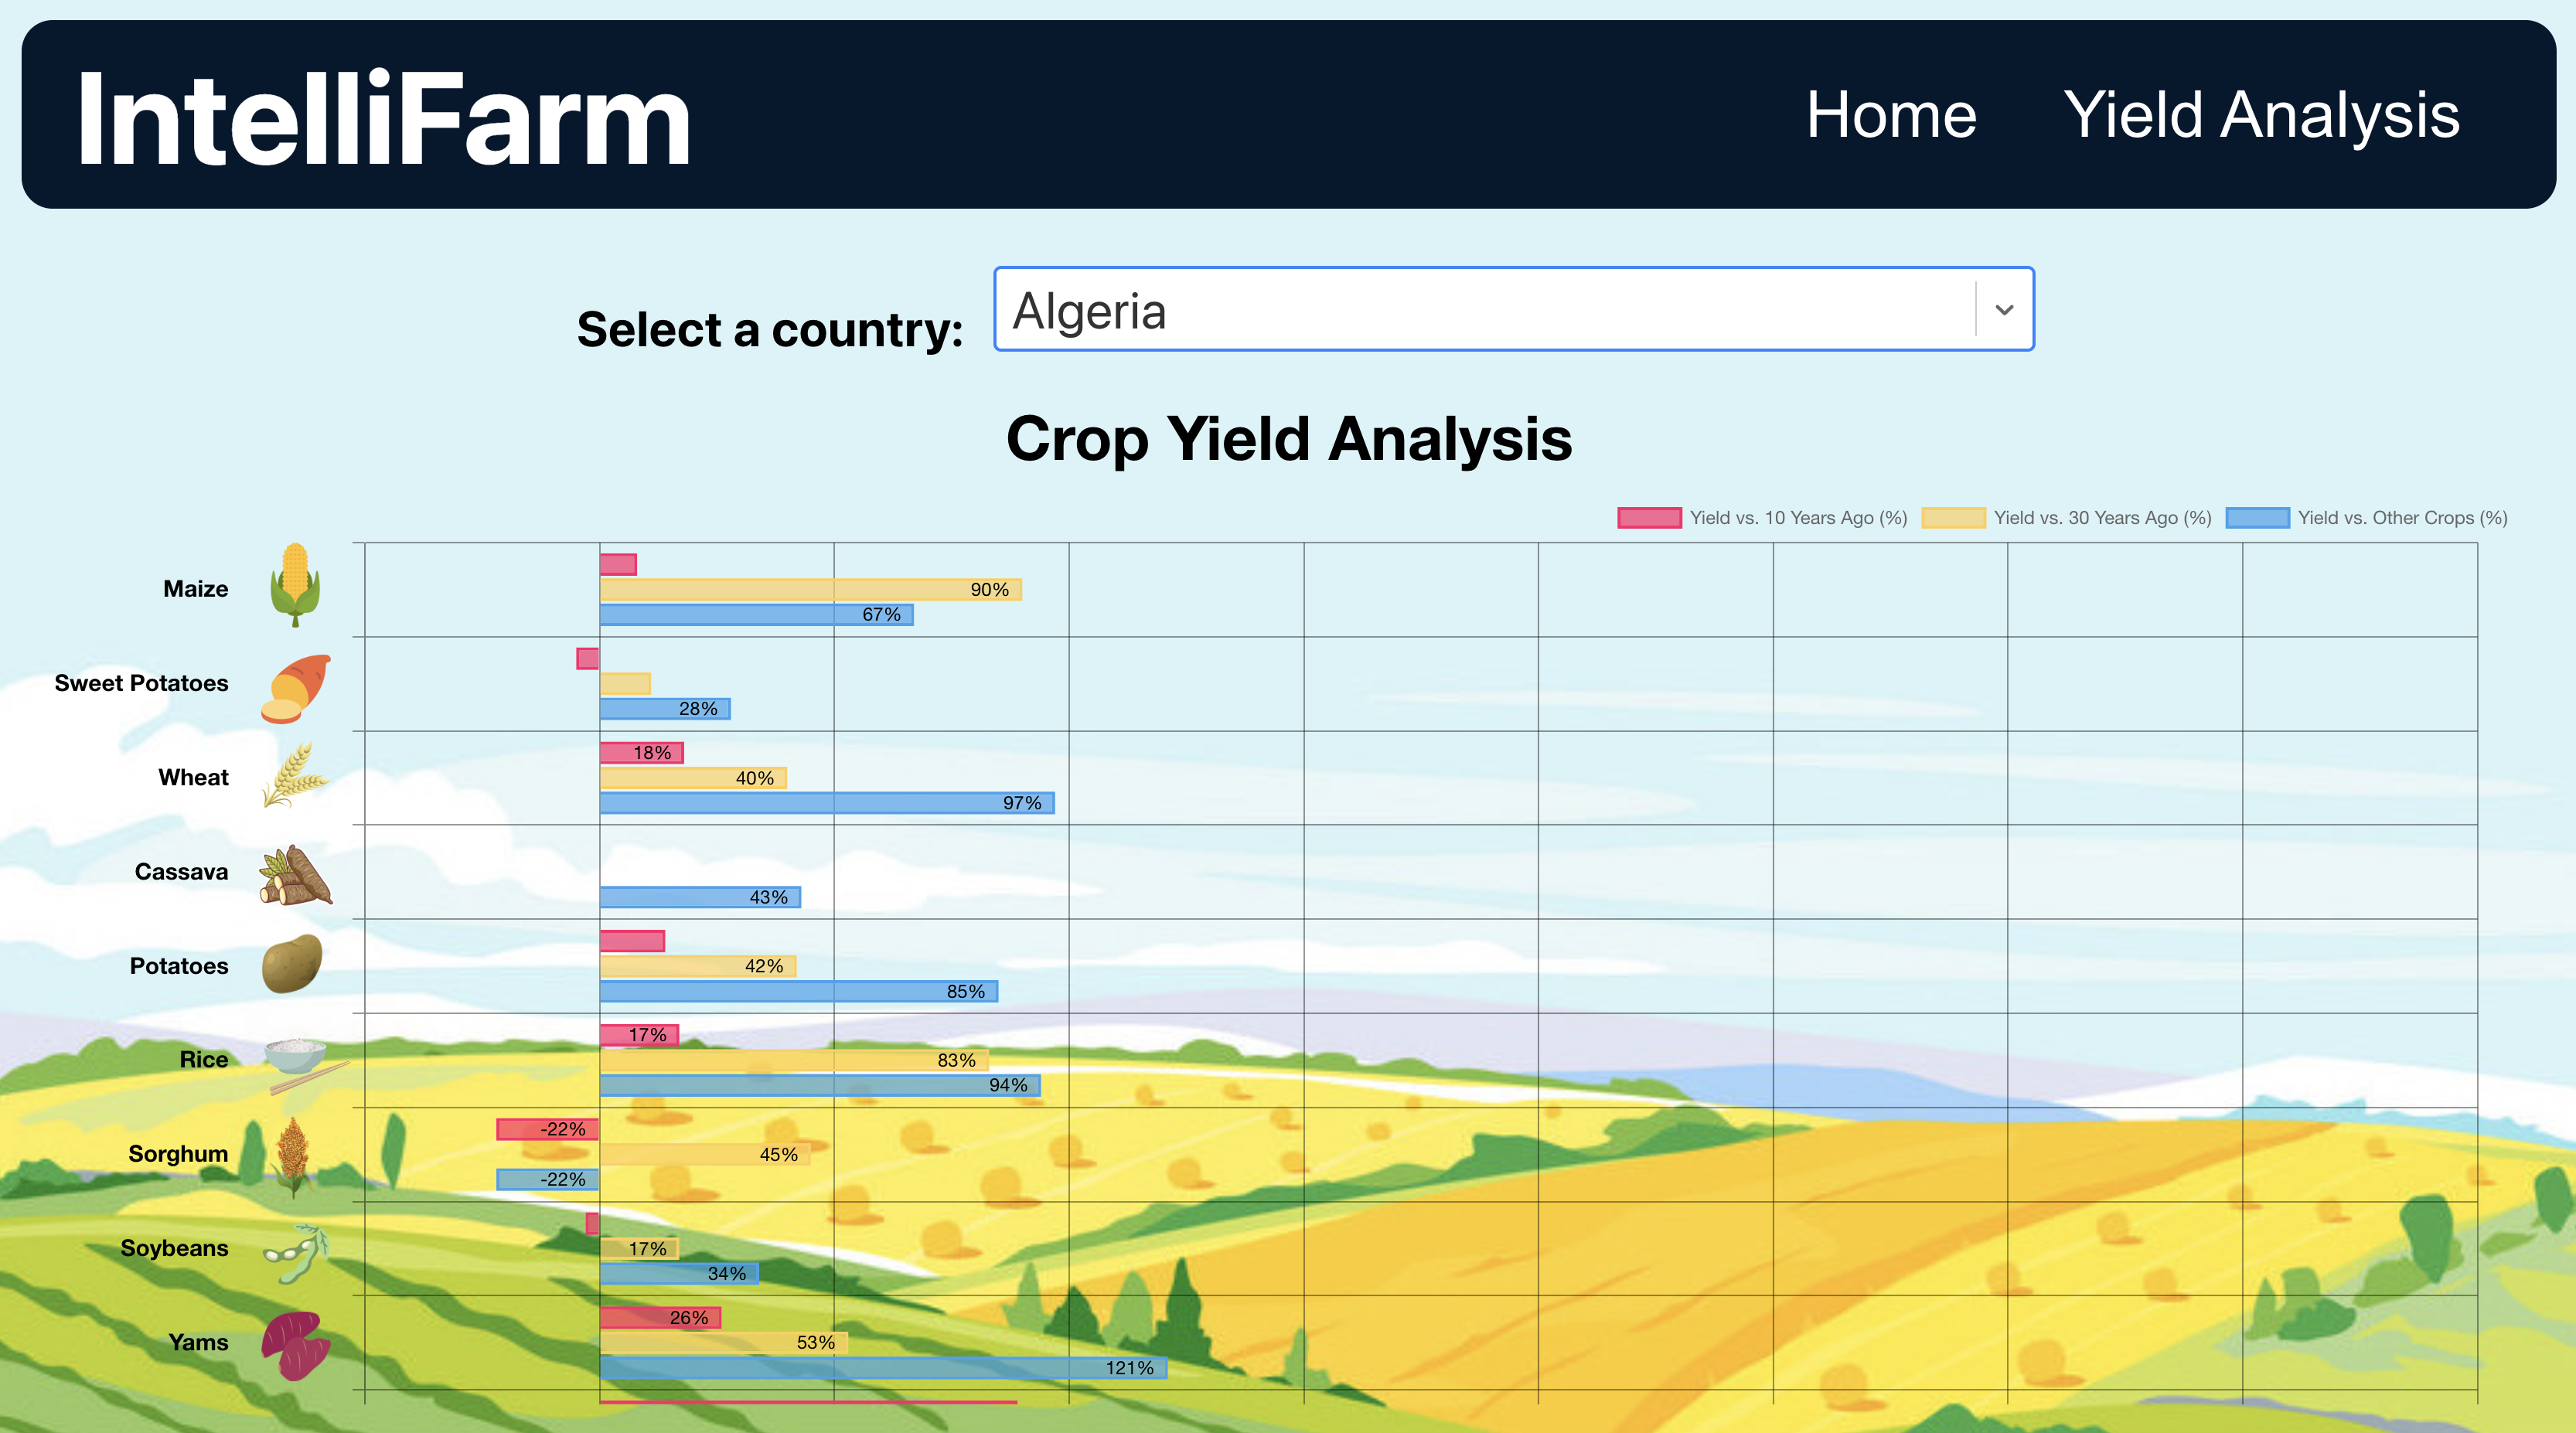 IntelliFarm
Home
Yield Analysis
Select a country:
Algeria
Crop Yield Analysis
Yield vs. 10 Years Ago (%)
Yield vs. 30 Years Ago (%)
Yield vs. Other Crops (%)
Maize
90%
67%
Sweet Potatoes
28%
Wheat
18%
40%
97%
Cassava
43%
Potatoes
42%
85%
Rice
17%
83%
94%
Sorghum
-22%
45%
-22%
Soybeans
17%
34%
Yams
26%
53%
121%